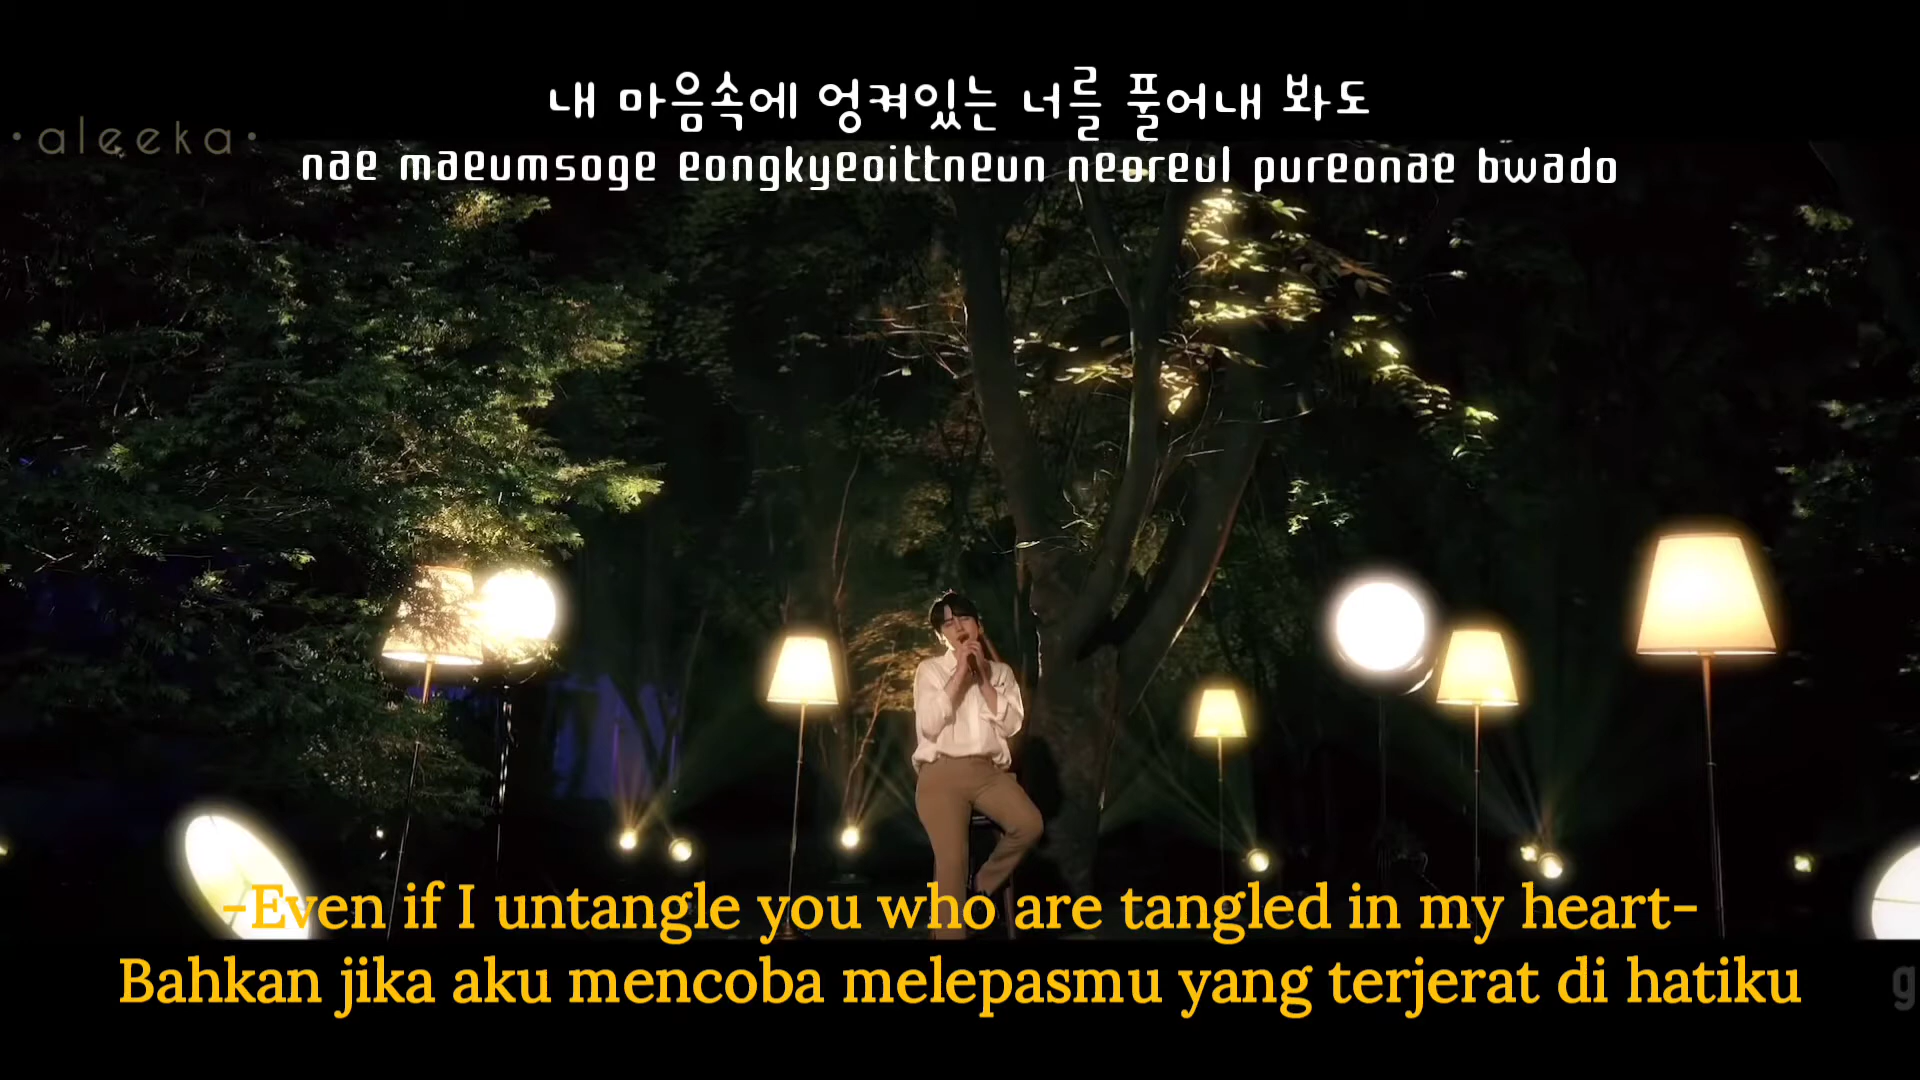 내 마음속에 엉켜있는 너를 풀어내 봐도
•aleeka•
nae maeumsoge eongkyeoittneun neoreul pureonae bwado
-Even if I untangle you who are tangled in my heart-
Bahkan jika aku mencoba melepasmu yang terjerat di hatiku
g